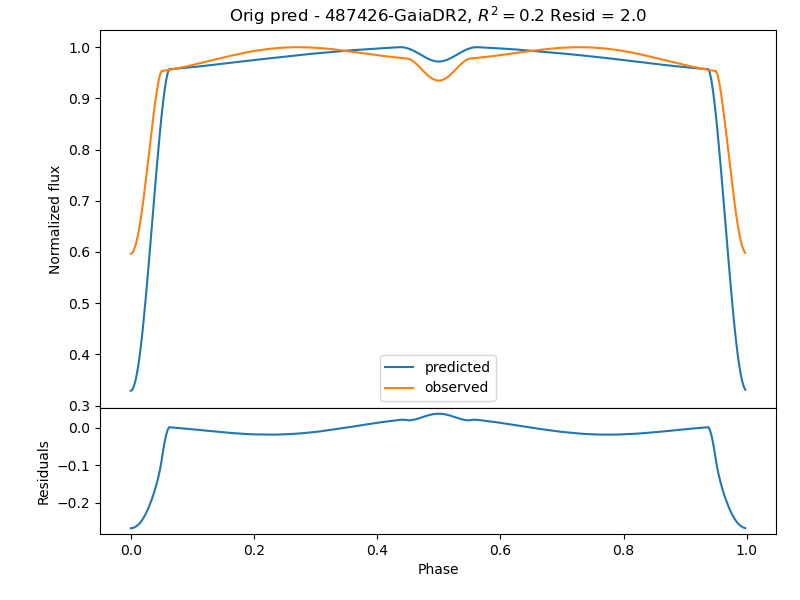 Orig pred - 487426-GaiaDR2, R² = 0.2 Resid = 2.0
1.0
0.9
0.8
0.7
0.6
0.5
0.4
0.3
Normalized flux
predicted
observed
0.0
−0.1
−0.2
Residuals
0.0 0.2 0.4 0.6 0.8 1.0
Phase